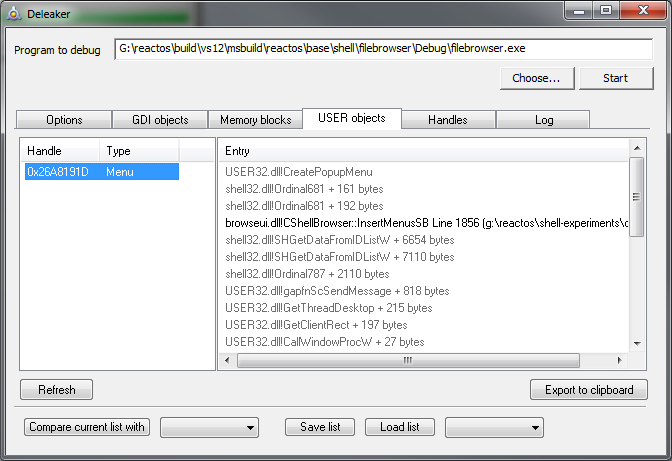 Deleaker
Program to debug
G:\reactos\build\vs12\msbuild\reactos\base\shell\filebrowser\Debug\filebrowser.exe
Choose...
Start
Options
GDI objects
Memory blocks
USER objects
Handles
Log
Handle
Type
0x26A8191D
Menu
Entry
USER32.dll!CreatePopupMenu
shell32.dll!Ordinal681 + 161 bytes
shell32.dll!Ordinal681 + 192 bytes
browseui.dll!CShellBrowser::InsertMenusSB Line 1856 (g:\reactos\shell-experiments\
shell32.dll!SHGetDataFromIDListW + 6654 bytes
shell32.dll!SHGetDataFromIDListW + 7110 bytes
shell32.dll!Ordinal787 + 2110 bytes
USER32.dll!gapfnScSendMessage + 818 bytes
USER32.dll!GetThreadDesktop + 215 bytes
USER32.dll!GetClientRect + 197 bytes
USER32.dll!CallWindowProcW + 27 bytes
Refresh
Export to clipboard
Compare current list with
Save list
Load list